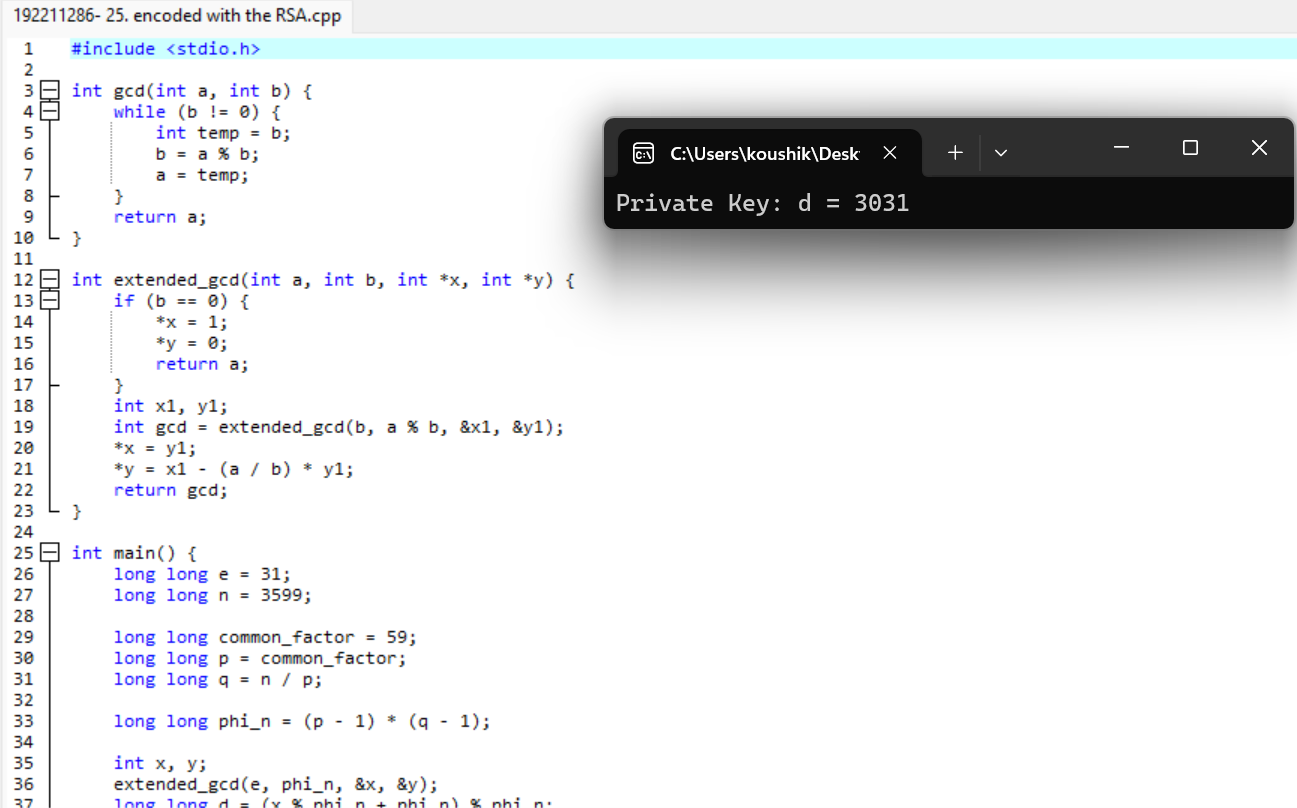 192211286- 25. encoded with the RSA.cpp
1 #include <stdio.h>
2
3 int gcd(int a, int b) {
4 while (b != 0) {
5 int temp = b;
6 b = a % b;
7 a = temp;
8 }
9 return a;
10 }
11
12 int extended_gcd(int a, int b, int *x, int *y) {
13 if (b == 0) {
14 *x = 1;
15 *y = 0;
16 return a;
17 }
18 int x1, y1;
19 int gcd = extended_gcd(b, a % b, &x1, &y1);
20 *x = y1;
21 *y = x1 - (a / b) * y1;
22 return gcd;
23 }
24
25 int main() {
26 long long e = 31;
27 long long n = 3599;
28
29 long long common_factor = 59;
30 long long p = common_factor;
31 long long q = n / p;
32
33 long long phi_n = (p - 1) * (q - 1);
34
35 int x, y;
36 extended_gcd(e, phi_n, &x, &y);
37 long long d = (x % phi_n + phi_n) % phi_n;
C:\Users\koushik\Desk
Private Key: d = 3031